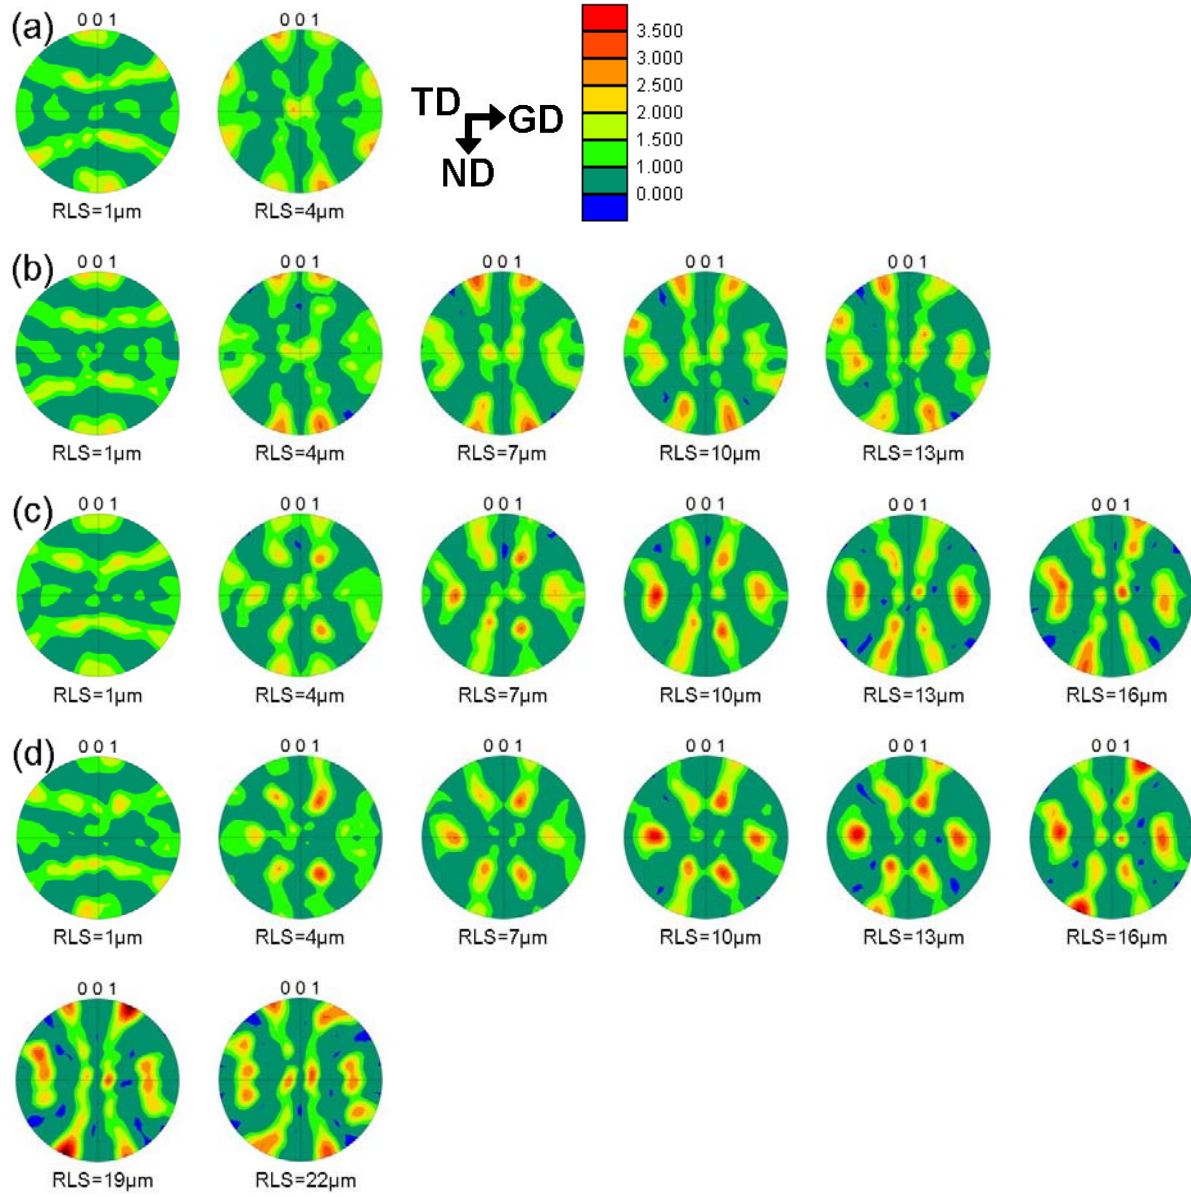 (a)
0 0 1
0 0 1
RLS=1µm
RLS=4µm
TD
GD
ND
3.500
3.000
2.500
2.000
1.500
1.000
0.000
(b)
0 0 1
0 0 1
0 0 1
0 0 1
0 0 1
RLS=1µm
RLS=4µm
RLS=7µm
RLS=10µm
RLS=13µm
(c)
0 0 1
0 0 1
0 0 1
0 0 1
0 0 1
0 0 1
RLS=1µm
RLS=4µm
RLS=7µm
RLS=10µm
RLS=13µm
RLS=16µm
(d)
0 0 1
0 0 1
0 0 1
0 0 1
0 0 1
0 0 1
RLS=1µm
RLS=4µm
RLS=7µm
RLS=10µm
RLS=13µm
RLS=16µm
0 0 1
0 0 1
RLS=19µm
RLS=22µm